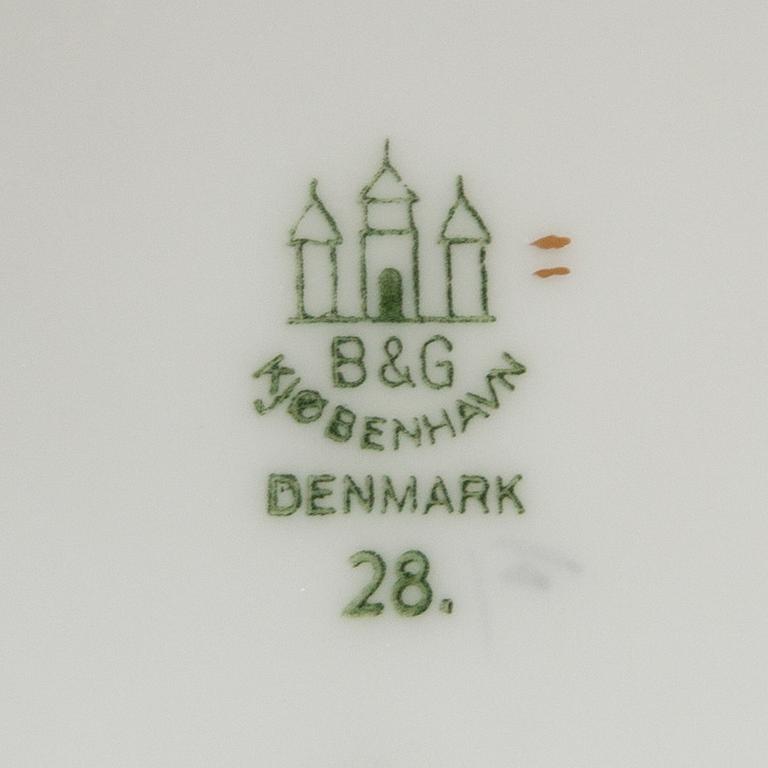 B&G
KJØBENHAVN
DENMARK
28.